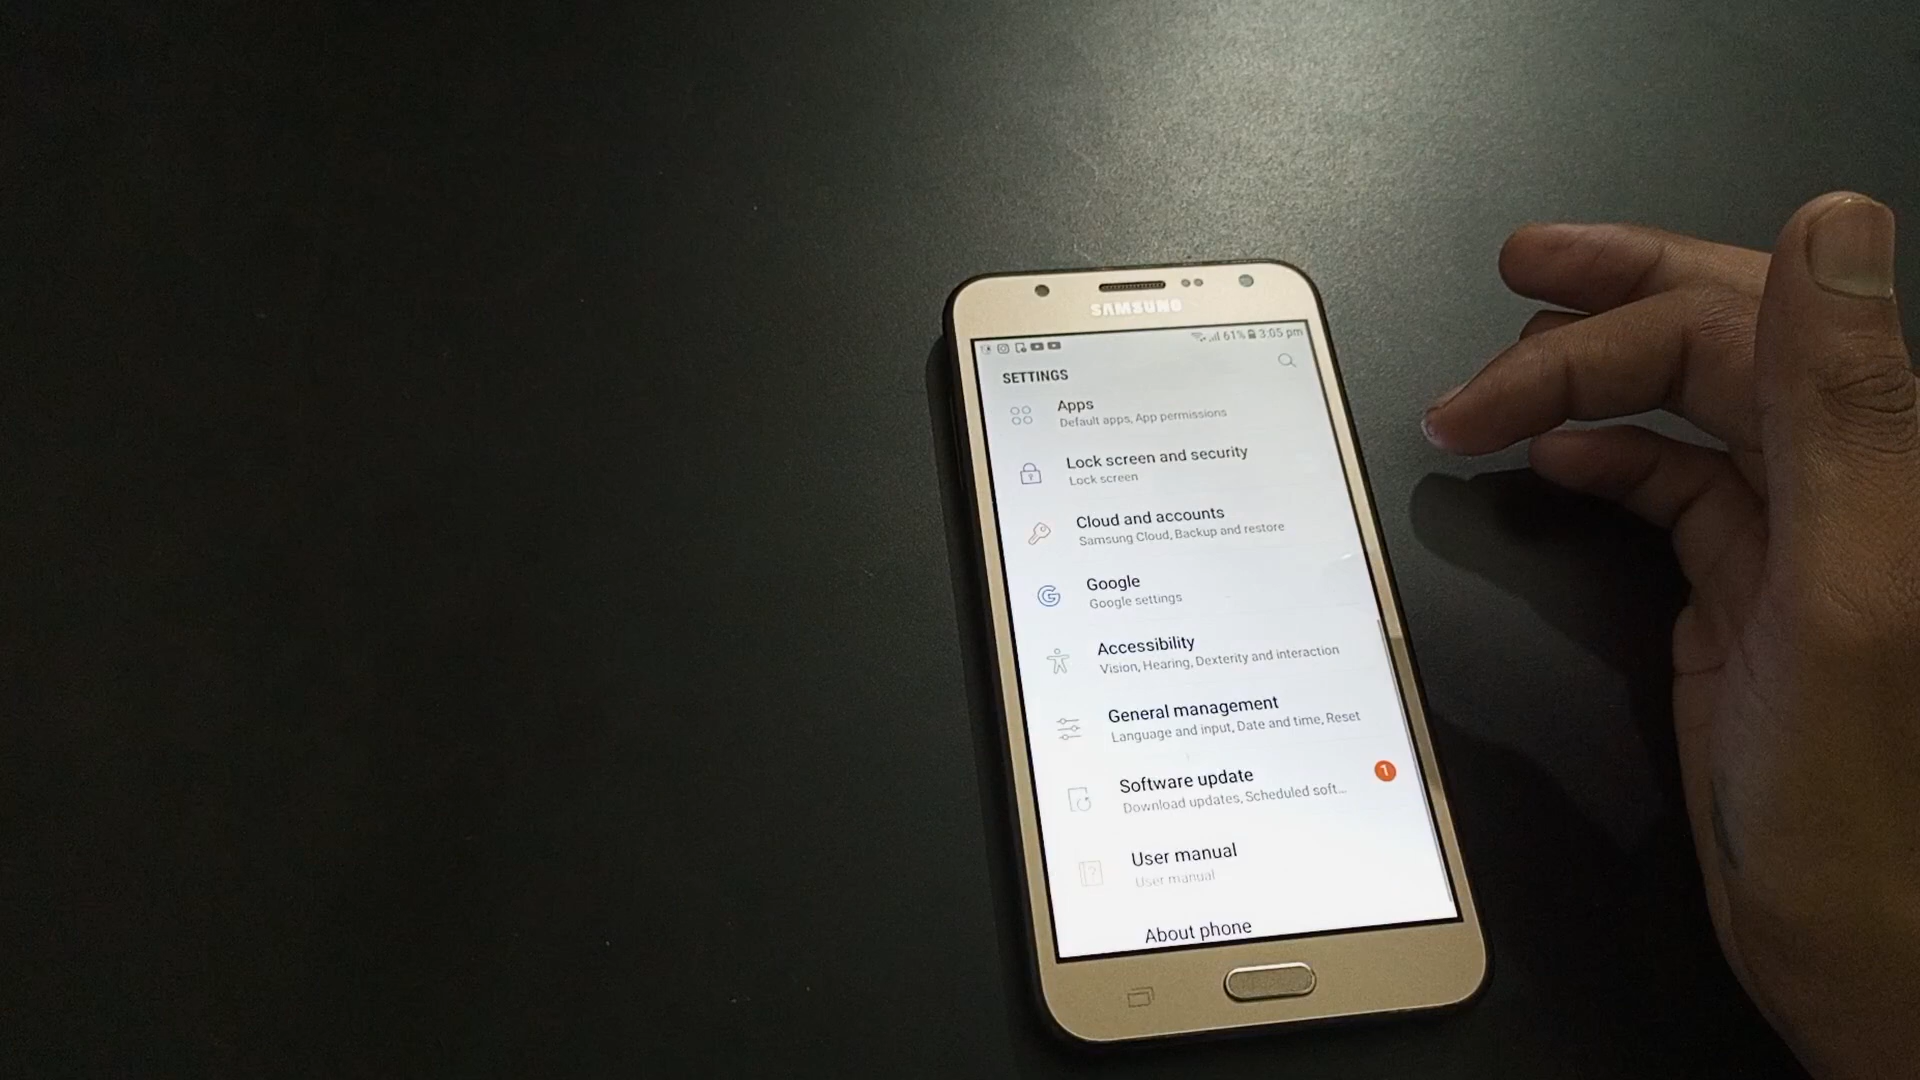 SAMSUNG
61% 3:05 pm
SETTINGS
Apps
Default apps, App permissions
Lock screen and security
Lock screen
Cloud and accounts
Samsung Cloud, Backup and restore
Google
Google settings
Accessibility
Vision, Hearing, Dexterity and interaction
General management
Language and input, Date and time, Reset
Software update
1
Download updates, Scheduled soft...
User manual
User manual
About phone